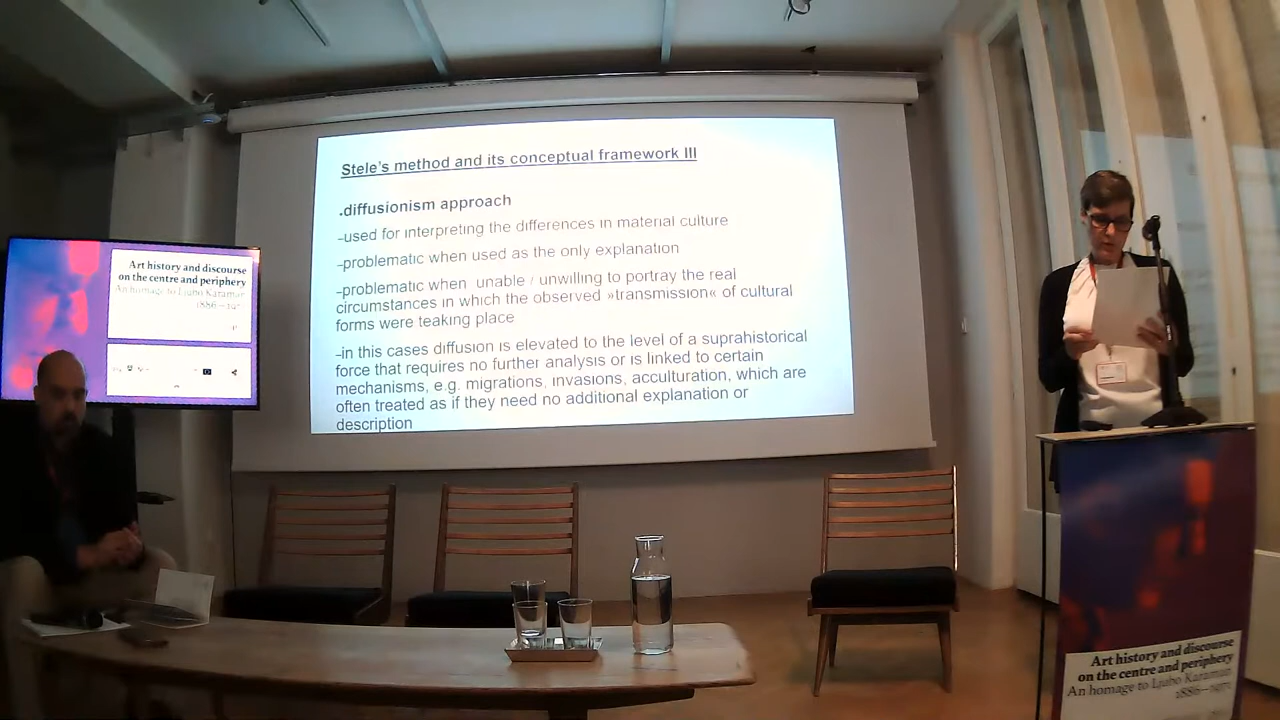 Stele's method and its conceptual framework III
.diffusionism approach
-used for interpreting the differences in material culture
-problematic when used as the only explanation
-problematic when unable / unwilling to portray the real
circumstances in which the observed »transmission« of cultural
forms were teaking place
-in this cases diffusion is elevated to the level of a suprahistorical
force that requires no further analysis or is linked to certain
mechanisms, e.g. migrations, invasions, acculturation, which are
often treated as if they need no additional explanation or
description
Art history and discourse
on the centre and periphery
An homage to Ljubo Karaman
Art history and discourse
on the centre and periphery
An homage to Ljubo Karaman